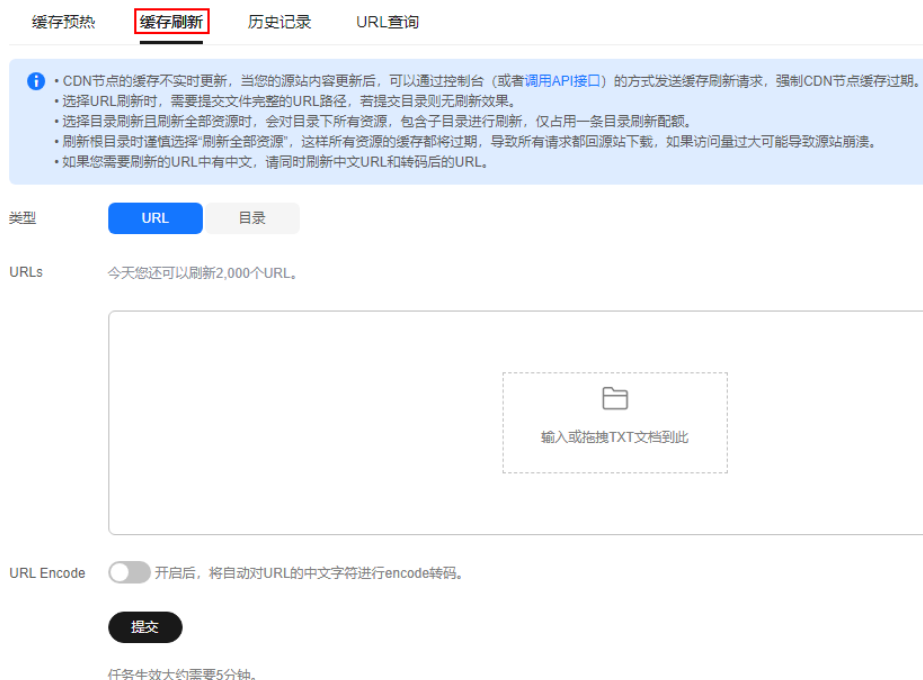 缓存预热 缓存刷新 历史记录 URL查询
• CDN节点的缓存不实时更新，当您的源站内容更新后，可以通过控制台（或者调用API接口）的方式发送缓存刷新请求，强制CDN节点缓存过期。
• 选择URL刷新时，需要提交文件完整的URL路径，若提交目录则无刷新效果。
• 选择目录刷新且刷新全部资源时，会对目录下所有资源，包含子目录进行刷新，仅占用一条目录刷新配额。
• 刷新根目录时谨慎选择“刷新全部资源”，这样所有资源的缓存都将过期，导致所有请求都回源站下载，如果访问量过大可能导致源站崩溃。
• 如果您需要刷新的URL中有中文，请同时刷新中文URL和转码后的URL。
类型 URL 目录
URLs 今天您还可以刷新2,000个URL。
输入或拖拽TXT文档到此
URL Encode 开启后，将自动对URL的中文字符进行encode转码。
提交
任务生效大约需要5分钟。